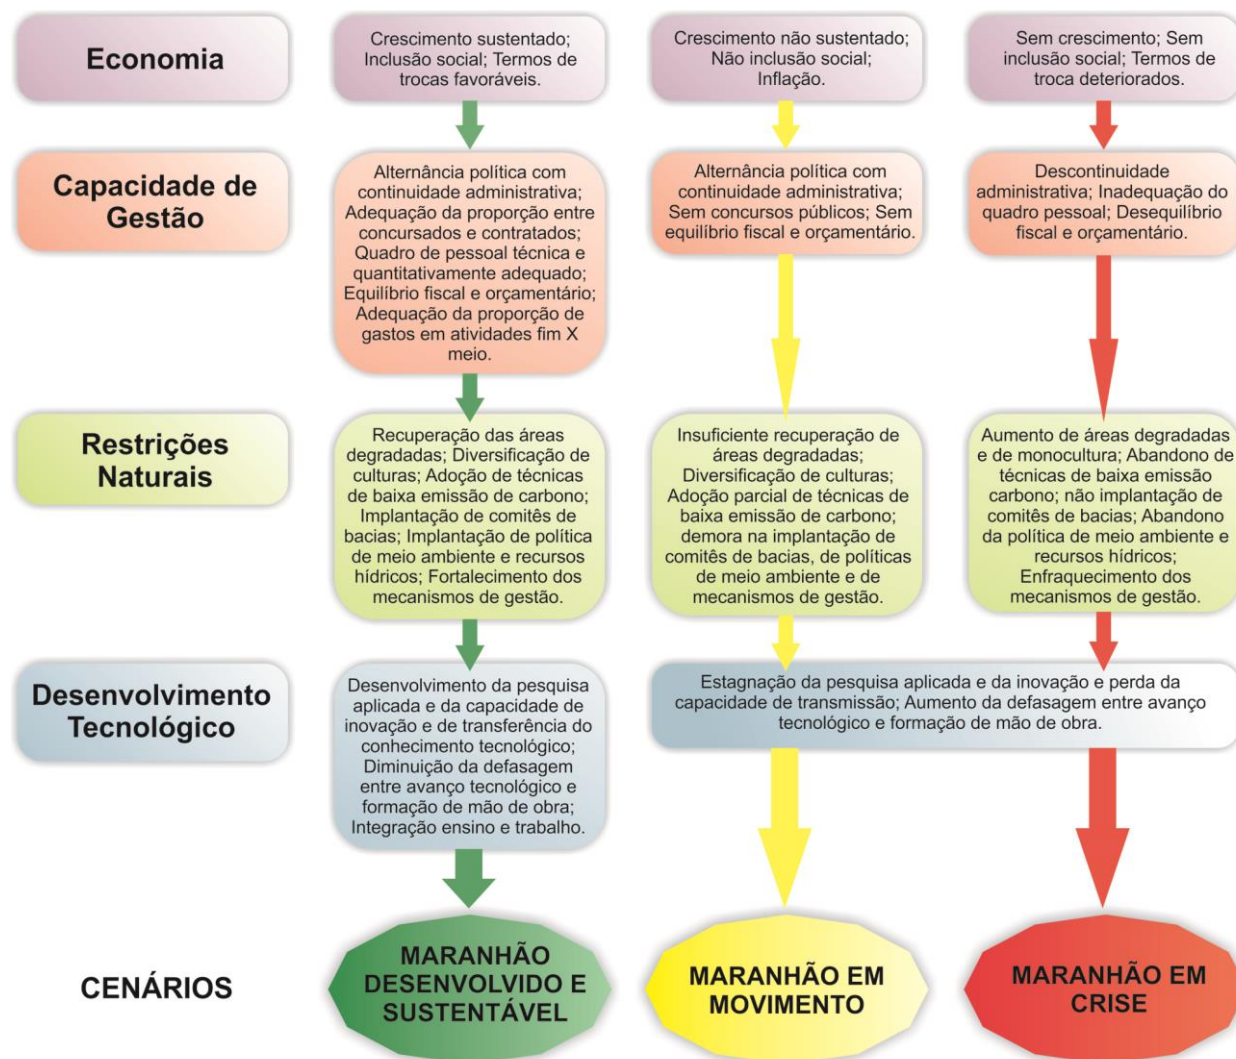 Economia
Crescimento sustentado;
Inclusão social; Termos de
trocas favoráveis.
Crescimento não sustentado;
Não inclusão social;
Inflação.
Sem crescimento; Sem
inclusão social; Termos de
troca deteriorados.
Capacidade de
Gestão
Alternância política com
continuidade administrativa;
Adequação da proporção entre
concursados e contratados;
Quadro de pessoal técnica e
quantitativamente adequado;
Equilíbrio fiscal e orçamentário;
Adequação da proporção de
gastos em atividades fim X
meio.
Alternância política com
continuidade administrativa;
Sem concursos públicos; Sem
equilíbrio fiscal e orçamentário.
Descontinuidade
administrativa; Inadequação do
quadro pessoal; Desequilíbrio
fiscal e orçamentário.
Restrições
Naturais
Recuperação das áreas
degradadas; Diversificação de
culturas; Adoção de técnicas
de baixa emissão de carbono;
Implantação de comitês de
bacias; Implantação de política
de meio ambiente e recursos
hídricos; Fortalecimento dos
mecanismos de gestão.
Insuficiente recuperação de
áreas degradadas;
Diversificação de culturas;
Adoção parcial de técnicas de
baixa emissão de carbono;
demora na implantação de
comitês de bacias, de políticas
de meio ambiente e de
mecanismos de gestão.
Aumento de áreas degradadas
e de monocultura; Abandono de
técnicas de baixa emissão
carbono; não implantação de
comitês de bacias; Abandono
da política de meio ambiente e
recursos hídricos;
Enfraquecimento dos
mecanismos de gestão.
Desenvolvimento
Tecnológico
Desenvolvimento da pesquisa
aplicada e da capacidade de
inovação e de transferência do
conhecimento tecnológico;
Diminuição da defasagem
entre avanço tecnológico e
formação de mão de obra;
Integração ensino e trabalho.
Estagnação da pesquisa aplicada e da inovação e perda da
capacidade de transmissão; Aumento da defasagem entre avanço
tecnológico e formação de mão de obra.
CENÁRIOS
MARANHÃO
DESENVOLVIDO E
SUSTENTÁVEL
MARANHÃO EM
MOVIMENTO
MARANHÃO EM
CRISE